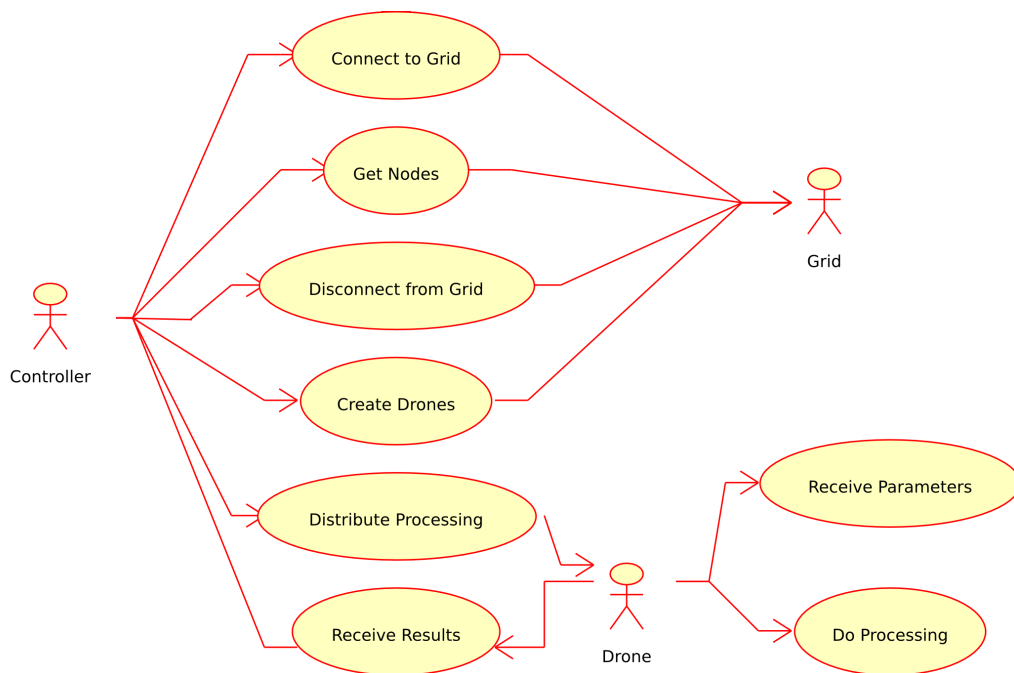 Connect to Grid
Get Nodes
Grid
Disconnect from Grid
Controller
Create Drones
Receive Parameters
Distribute Processing
Receive Results
Do Processing
Drone